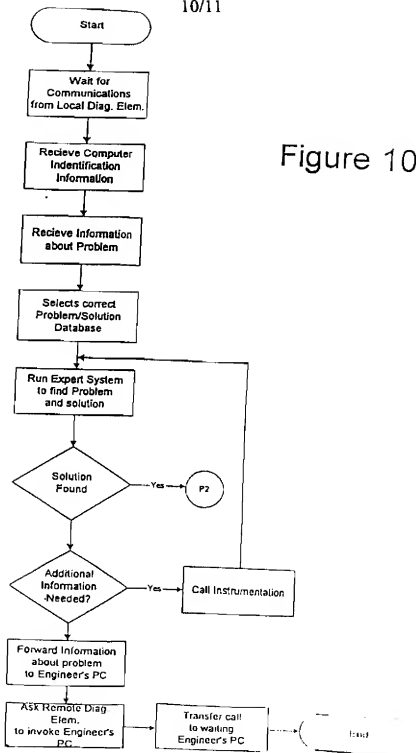 10/11
Start
Wait for
Communications
from Local Diag. Elem.
Recieve Computer
Indentification
Information
Figure 10
Recieve Information
about Problem
Selects correct
Problem/Solution
Database
Run Expert System
to find Problem
and solution
Solution
Found
Yes
P2
Additional
Information
-Needed?
Yes
Call Instrumentation
Forward Information
about problem
to Engineer's PC
Ask Remote Diag
Elem.
to invoke Engineer's
PC
Transfer call
to waiting
Engineer's PC
End